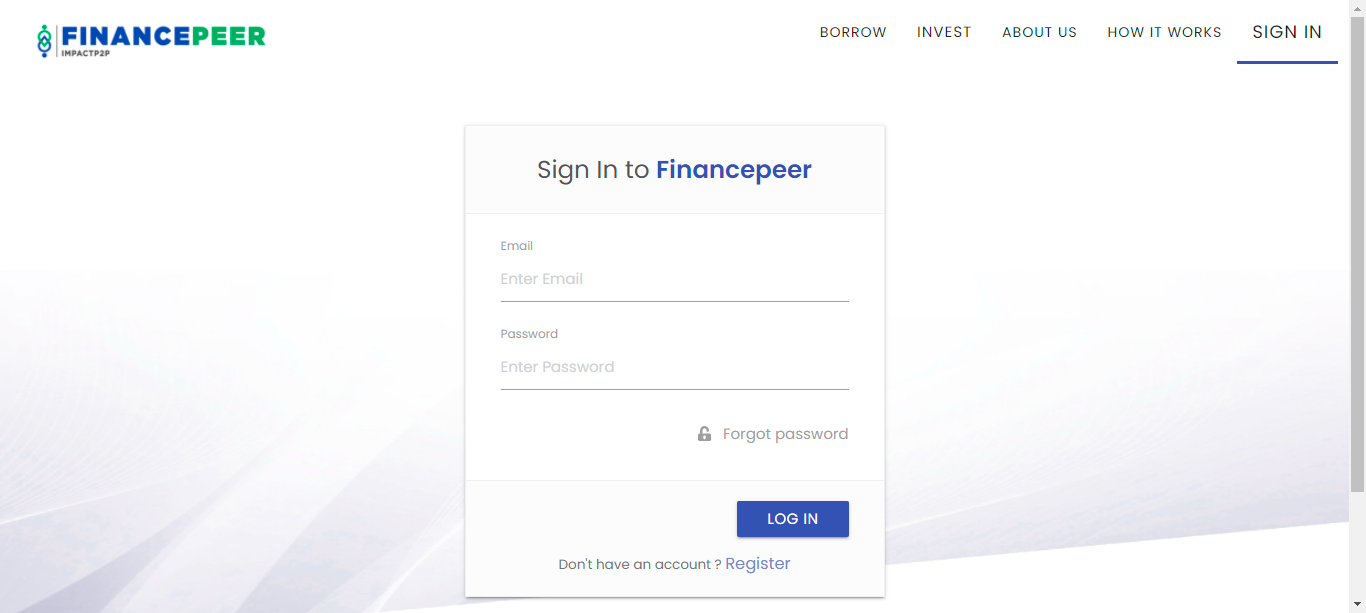 FINANCEPEER
IMPACTP2P
BORROW INVEST ABOUT US HOW IT WORKS SIGN IN
Sign In to Financepeer
Email
Enter Email
Password
Enter Password
Forgot password
LOG IN
Don't have an account ? Register